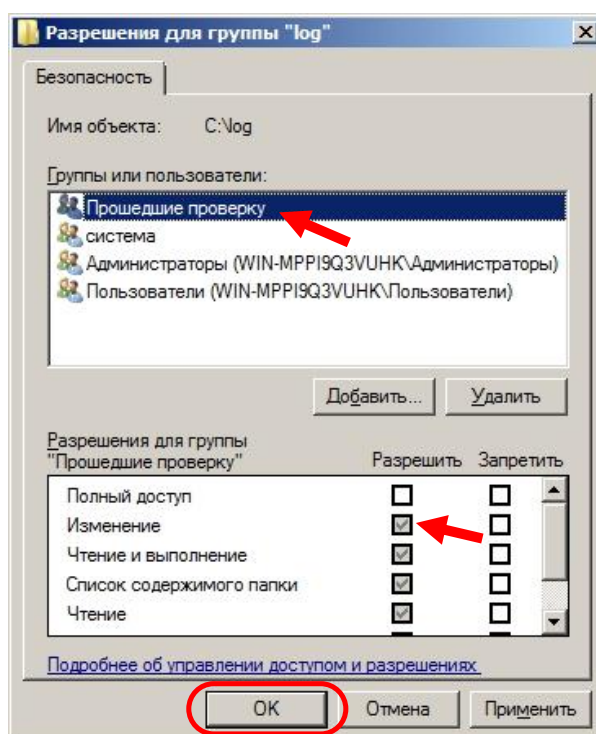 Разрешения для группы "log"
Безопасность
Имя объекта: C:\log
Группы или пользователи:
Прошедшие проверку
система
Администраторы (WIN-MPPI9Q3VUHK\Администраторы)
Пользователи (WIN-MPPI9Q3VUHK\Пользователи)
Добавить... Удалить
Разрешения для группы
"Прошедшие проверку" Разрешить Запретить
Полный доступ
Изменение
Чтение и выполнение
Список содержимого папки
Чтение
Подробнее об управлении доступом и разрешениях
OK Отмена Применить